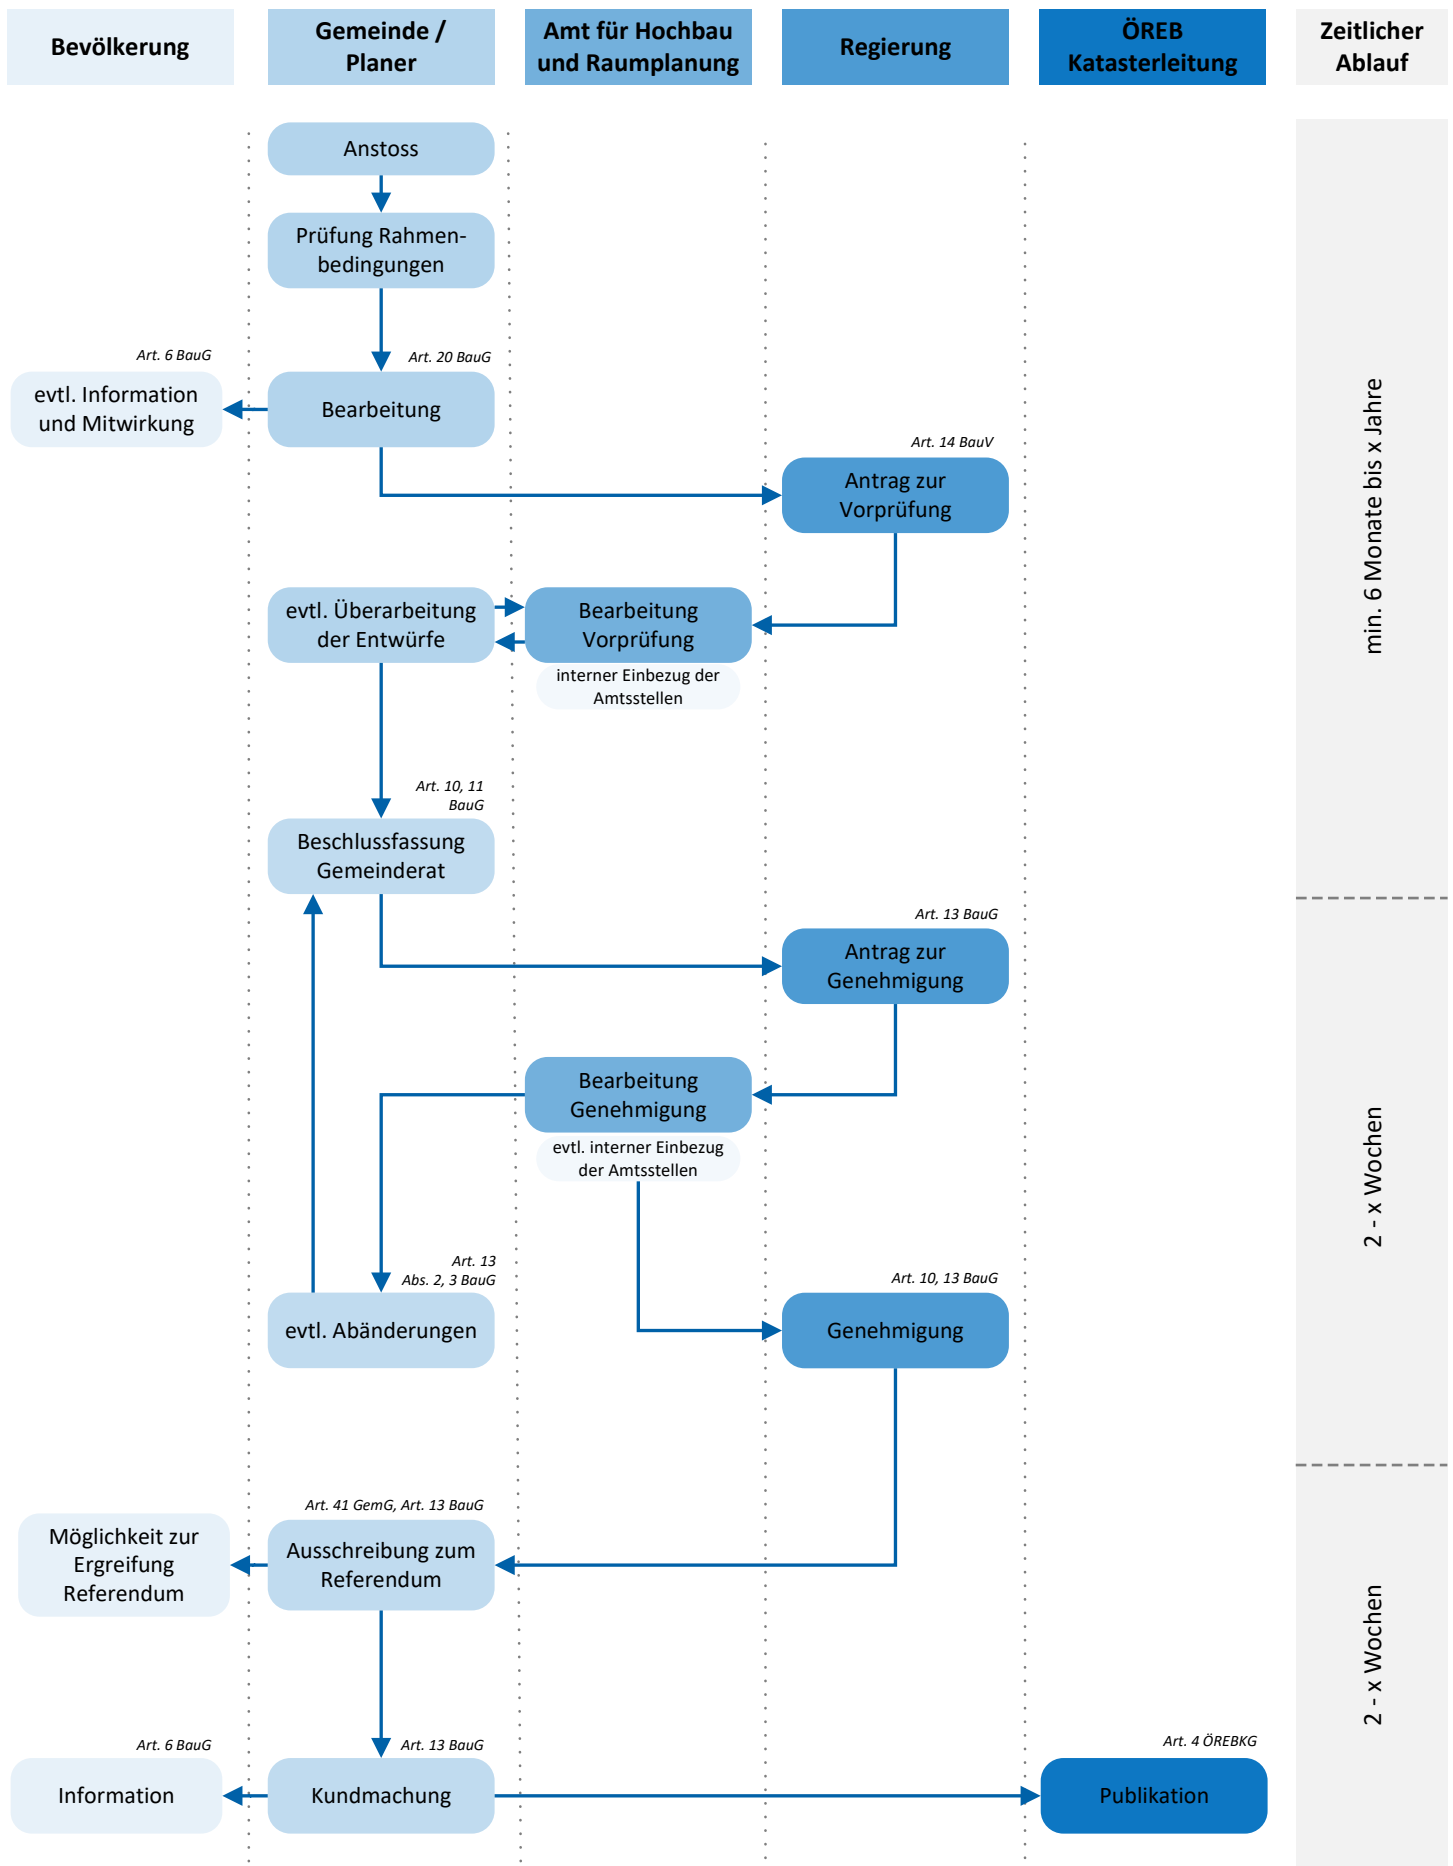 Bevölkerung
Gemeinde /
Planer
Amt für Hochbau
und Raumplanung
Regierung
ÖREB
Katasterleitung
Zeitlicher
Ablauf
Anstoss
Prüfung Rahmen-
bedingungen
Art. 6 BauG
evtl. Information
und Mitwirkung
Art. 20 BauG
Bearbeitung
Art. 14 BauV
Antrag zur
Vorprüfung
min. 6 Monate bis x Jahre
evtl. Überarbeitung
der Entwürfe
Bearbeitung
Vorprüfung
interner Einbezug der
Amtsstellen
Art. 10, 11
BauG
Beschlussfassung
Gemeinderat
Art. 13 BauG
Antrag zur
Genehmigung
Bearbeitung
Genehmigung
evtl. interner Einbezug
der Amtsstellen
2 - x Wochen
Art. 13
Abs. 2, 3 BauG
evtl. Abänderungen
Art. 10, 13 BauG
Genehmigung
Art. 41 GemG, Art. 13 BauG
Ausschreibung zum
Referendum
Möglichkeit zur
Ergreifung
Referendum
2 - x Wochen
Art. 6 BauG
Information
Art. 13 BauG
Kundmachung
Art. 4 ÖREBKG
Publikation